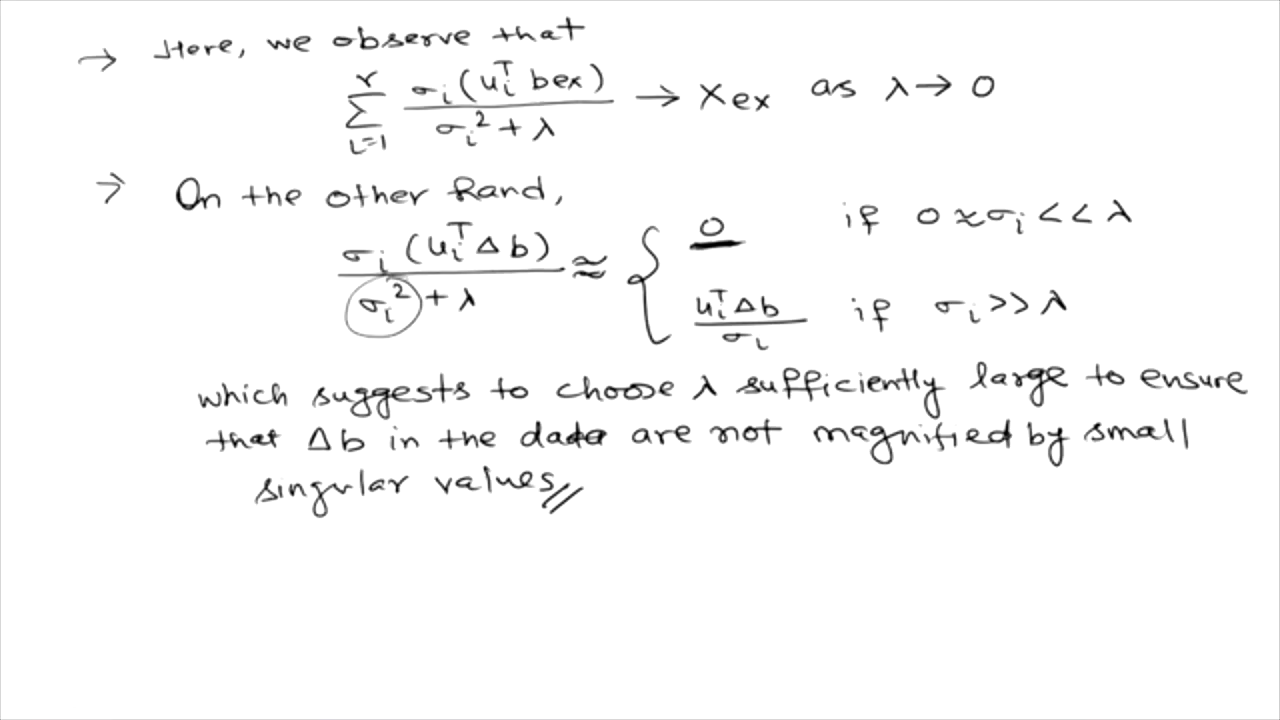 → Here, we observe that
∑_{i=1}^{r} σ_i (u_i^T bex) / (σ_i^2 + λ) → Xex as λ → 0
→ On the other hand,
σ_i (u_i^T Δb) / (σ_i^2 + λ) ≈ { 0 if 0 ≈ σ_i << λ
u_i^T Δb / σ_i if σ_i >> λ
which suggests to choose λ sufficiently large to ensure
that Δb in the data are not magnified by small
singular values //